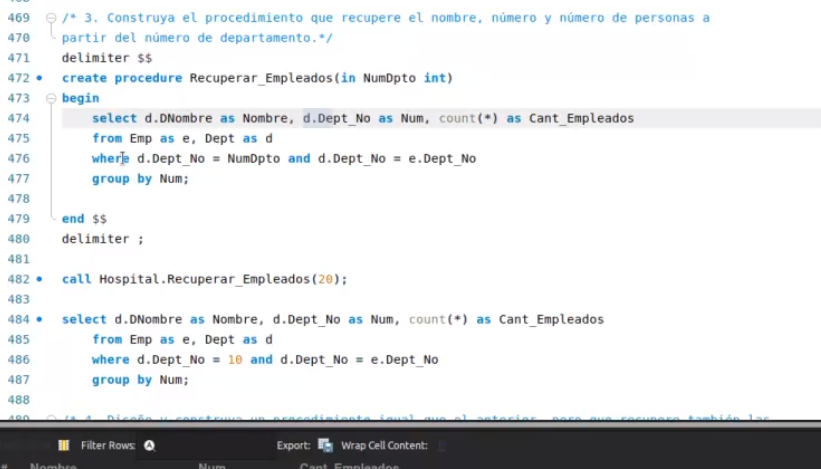 469 /* 3. Construya el procedimiento que recupere el nombre, número y número de personas a
470 partir del número de departamento.*/
471 delimiter $$
472 create procedure Recuperar_Empleados(in NumDpto int)
473 begin
474 select d.DNombre as Nombre, d.Dept_No as Num, count(*) as Cant_Empleados
475 from Emp as e, Dept as d
476 where d.Dept_No = NumDpto and d.Dept_No = e.Dept_No
477 group by Num;
478
479 end $$
480 delimiter ;
481
482 call Hospital.Recuperar_Empleados(20);
483
484 select d.DNombre as Nombre, d.Dept_No as Num, count(*) as Cant_Empleados
485 from Emp as e, Dept as d
486 where d.Dept_No = 10 and d.Dept_No = e.Dept_No
487 group by Num;
488
489 /* 4. Diseñe y construya un procedimiento igual que el anterior, pero que recupere también las
Filter Rows: Export: Wrap Cell Content:
# Nombre Num Cant_Empleados